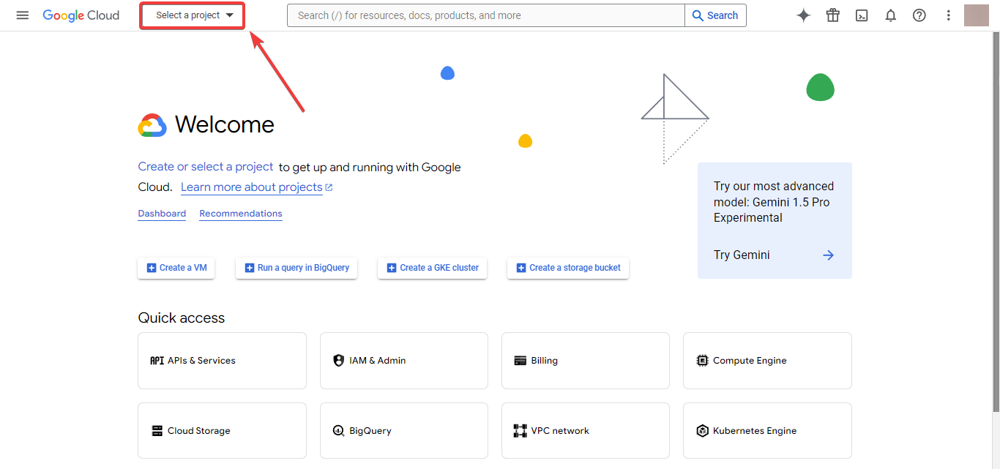 Google Cloud
Select a project
Search (/) for resources, docs, products, and more
Search
Welcome
Create or select a project to get up and running with Google
Cloud. Learn more about projects
Dashboard Recommendations
Try our most advanced
model: Gemini 1.5 Pro
Experimental
Try Gemini
Create a VM
Run a query in BigQuery
Create a GKE cluster
Create a storage bucket
Quick access
API APIs & Services
IAM & Admin
Billing
Compute Engine
Cloud Storage
BigQuery
VPC network
Kubernetes Engine